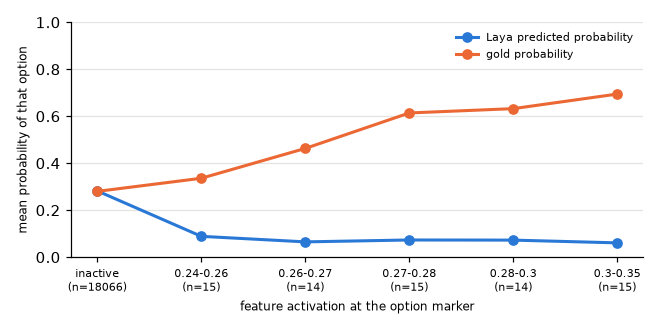 1.0
0.8
0.6
0.4
0.2
0.0
mean probability of that option
Laya predicted probability
gold probability
inactive
(n=18066)
0.24-0.26
(n=15)
0.26-0.27
(n=14)
0.27-0.28
(n=15)
0.28-0.3
(n=14)
0.3-0.35
(n=15)
feature activation at the option marker